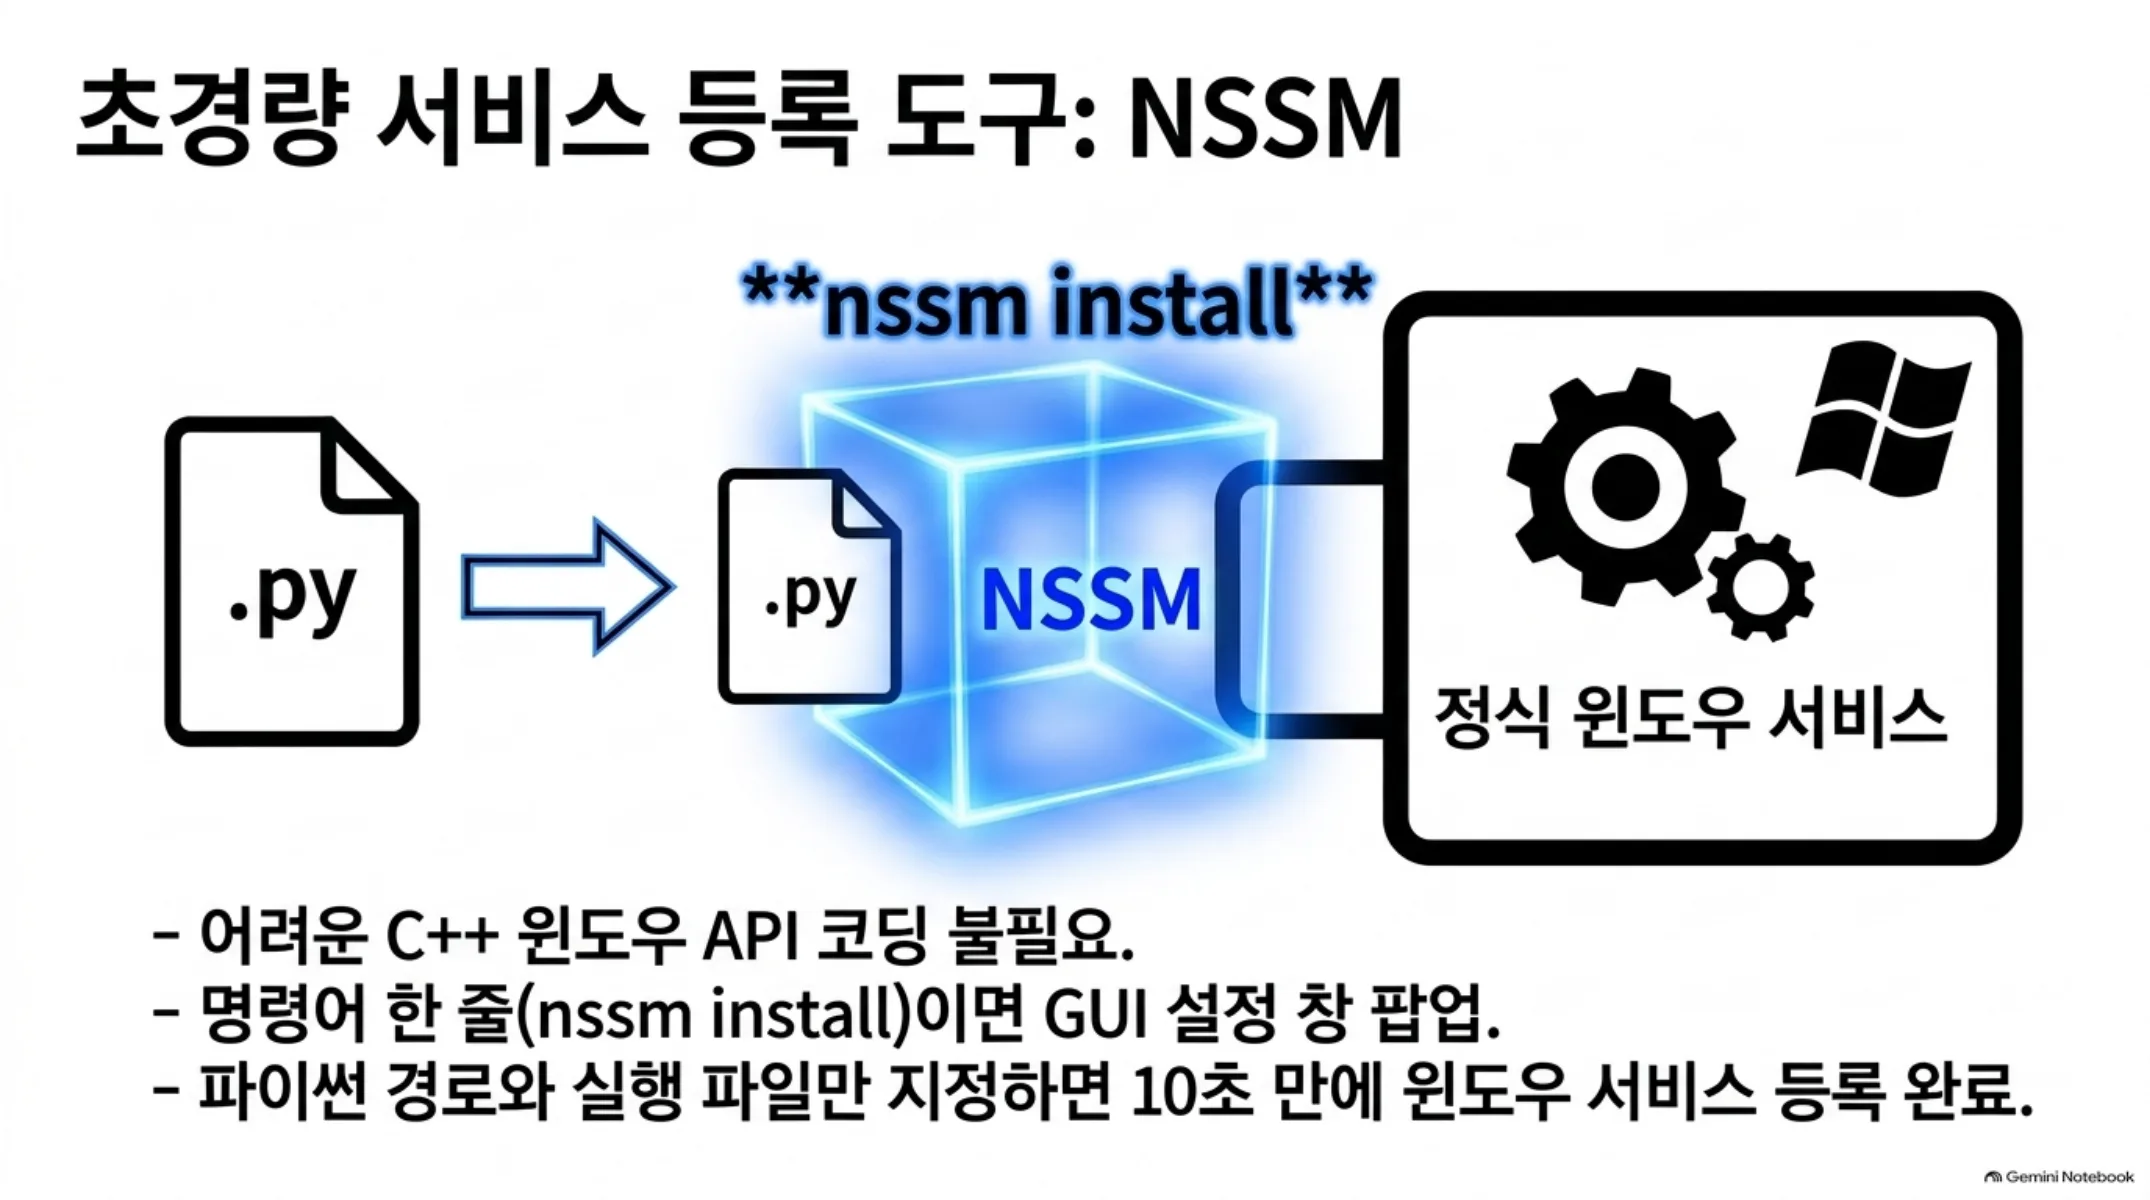 초경량 서비스 등록 도구: NSSM
**nssm install**
.py
.py
NSSM
정식 윈도우 서비스
- 어려운 C++ 윈도우 API 코딩 불필요.
- 명령어 한 줄(nssm install)이면 GUI 설정 창 팝업.
- 파이썬 경로와 실행 파일만 지정하면 10초 만에 윈도우 서비스 등록 완료.
Gemini Notebook